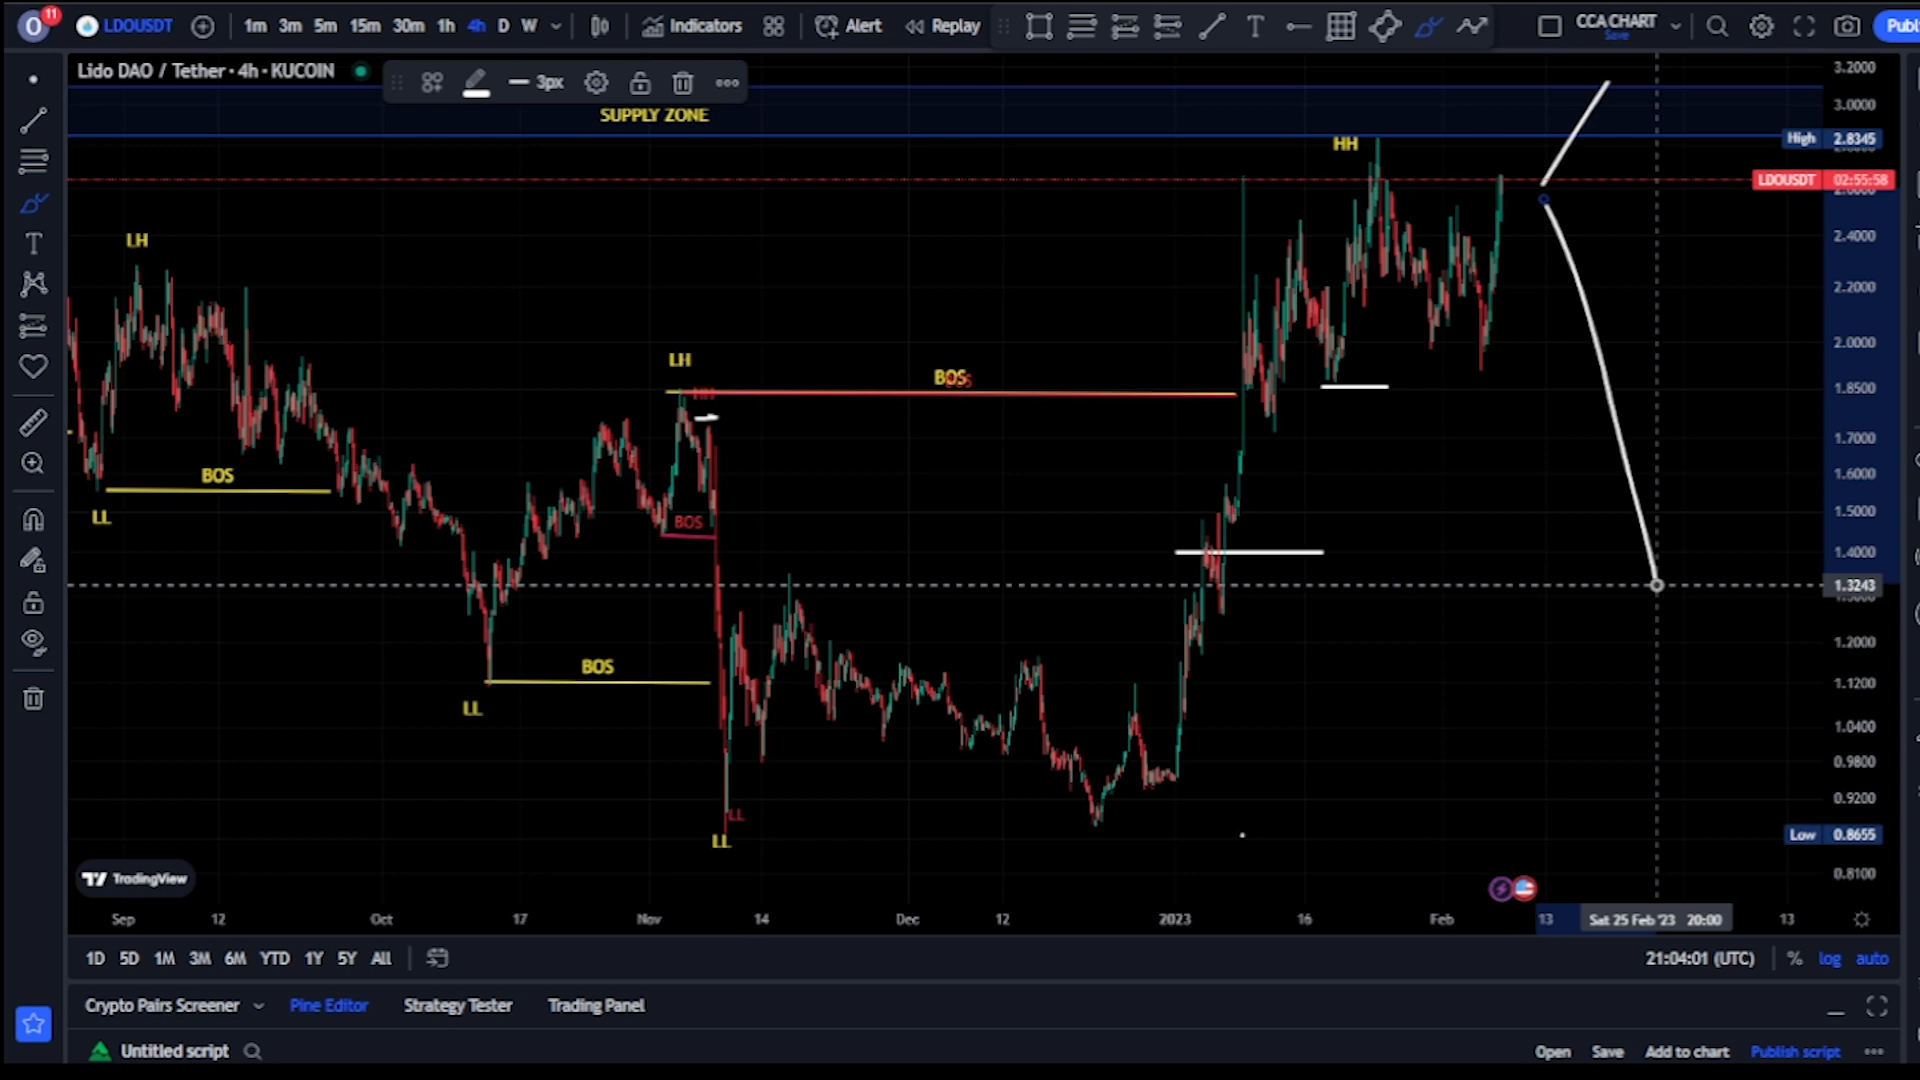 O 11 LDOUSDT 1m 3m 5m 15m 30m 1h 4h D W Indicators Alert Replay T CCA CHART Save Publ
Lido DAO / Tether · 4h · KUCOIN
3px
SUPPLY ZONE
HH
LH
LH
BOS
HH
BOS
LL
BOS
BOS
LL
LL
LL
3.2000
3.0000
High 2.8345
LDOUSDT 02:55:58
2.4000
2.2000
2.0000
1.8500
1.7000
1.6000
1.5000
1.4000
1.3243
1.2000
1.1200
1.0400
0.9800
0.9200
Low 0.8655
0.8100
TradingView
Sep 12 Oct 17 Nov 14 Dec 12 2023 16 Feb 13 Sat 25 Feb '23 20:00 13
1D 5D 1M 3M 6M YTD 1Y 5Y All 21:04:01 (UTC) % log auto
Crypto Pairs Screener Pine Editor Strategy Tester Trading Panel
Untitled script Open Save Add to chart Publish script